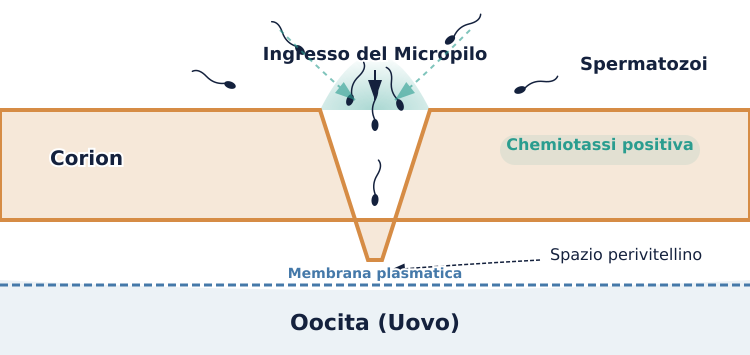 Ingresso del Micropilo
Spermatozoi
Chemiotassi positiva
Corion
Spazio perivitellino
Membrana plasmatica
Oocita (Uovo)